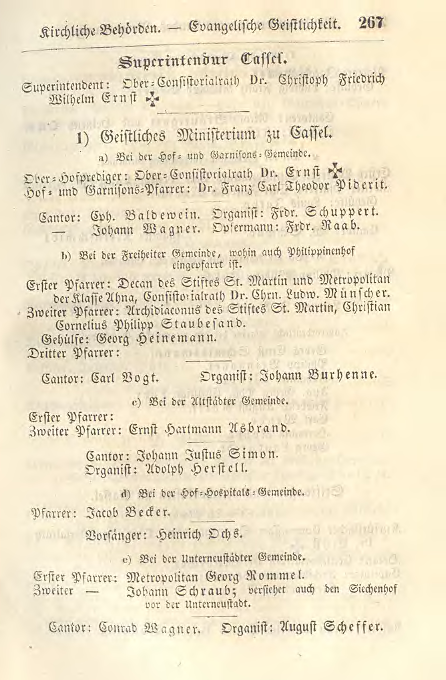 Kirchliche Behörden. — Evangelische Geistlichkeit. 267
Superintendur Cassel.
Superintendent: Ober-Consistorialrath Dr. Christoph Friedrich
Wilhelm Ernst ✠
1) Geistliches Ministerium zu Cassel.
a) Bei der Hof- und Garnisons-Gemeinde.
Ober-Hofprediger: Ober-Consistorialrath Dr. Ernst ✠
Hof- und Garnisons-Pfarrer: Dr. Franz Carl Theodor Piderit.
Cantor: Eph. Baldewein. Organist: Frdr. Schuppert.
— Johann Wagner. Opfermann: Frdr. Raab.
b) Bei der Freiheiter Gemeinde, wohin auch Philippinenhof
eingepfarrt ist.
Erster Pfarrer: Decan des Stiftes St. Martin und Metropolitan
der Klasse Ahna, Consistorialrath Dr. Chrn. Ludw. Münscher.
Zweiter Pfarrer: Archidiaconus des Stiftes St. Martin, Christian
Cornelius Philipp Staubesand.
Gehülfe: Georg Heinemann.
Dritter Pfarrer:
Cantor: Carl Vogt. Organist: Johann Burhenne.
c) Bei der Altstädter Gemeinde.
Erster Pfarrer:
Zweiter Pfarrer: Ernst Hartmann Asbrand.
Cantor: Johann Justus Simon.
Organist: Adolph Herstell.
d) Bei der Hof-Hospitals-Gemeinde.
Pfarrer: Jacob Becker.
Vorsänger: Heinrich Ochs.
e) Bei der Unterneustädter Gemeinde.
Erster Pfarrer: Metropolitan Georg Rommel.
Zweiter — Johann Schraub; versiehet auch den Siechenhof
vor der Unterneustadt.
Cantor: Conrad Wagner. Organist: August Scheffer.